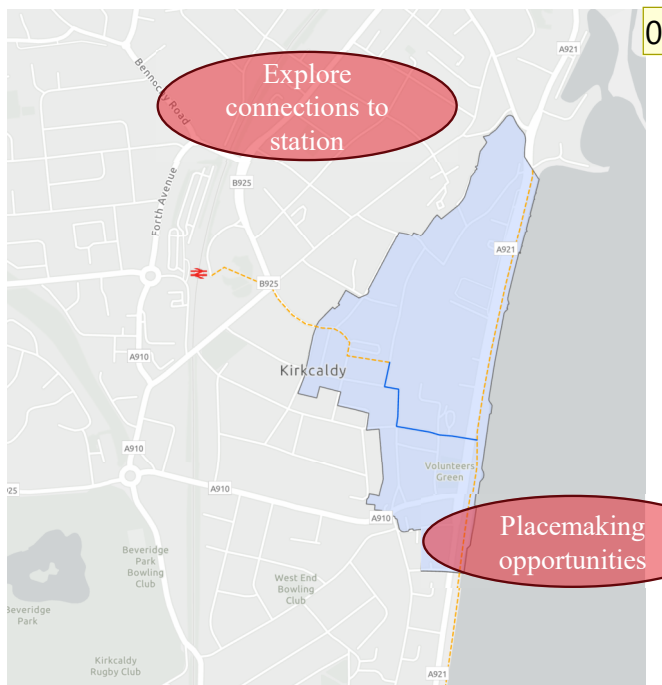 A921
0
Explore
connections to
station
Bennochy Road
B925
Forth Avenue
A921
B925
A910
Kirkcaldy
A910
Volunteers'
Green
A910
A910
Placemaking
opportunities
Beveridge
Park
Bowling
Club
West End
Bowling
Club
Beveridge
Park
Kirkcaldy
Rugby Club
A921